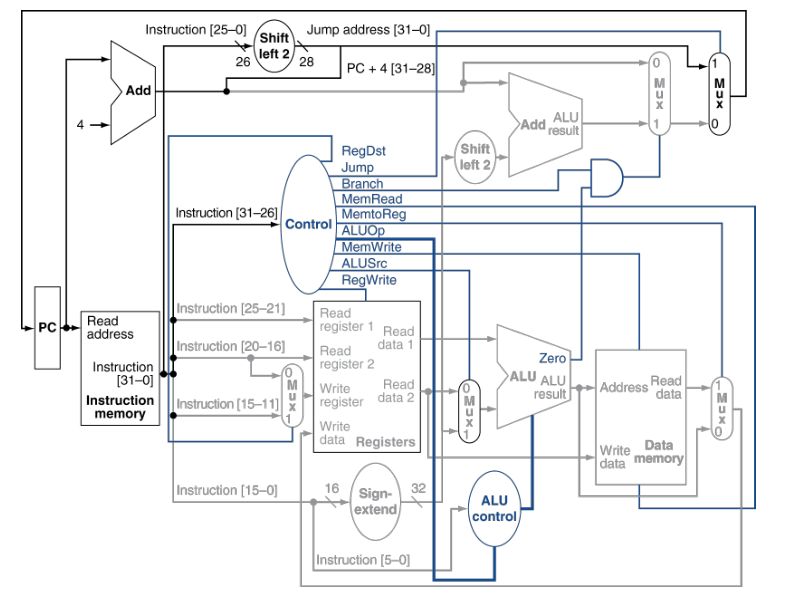 Instruction [25–0]
Shift
left 2
Jump address [31–0]
26
28
PC + 4 [31–28]
Add
4
0
M
u
x
1
1
M
u
x
0
Add
ALU
result
Shift
left 2
RegDst
Jump
Branch
MemRead
MemtoReg
ALUOp
MemWrite
ALUSrc
RegWrite
Control
Instruction [31–26]
PC
Read
address
Instruction
[31–0]
Instruction
memory
Instruction [25–21]
Instruction [20–16]
Instruction [15–11]
0
M
u
x
1
Read
register 1
Read
register 2
Write
register
Write
data
Read
data 1
Read
data 2
Registers
0
M
u
x
1
Zero
ALU
ALU
result
Address
Read
data
Write
data
Data
memory
1
M
u
x
0
Instruction [15–0]
16
Sign-
extend
32
ALU
control
Instruction [5–0]